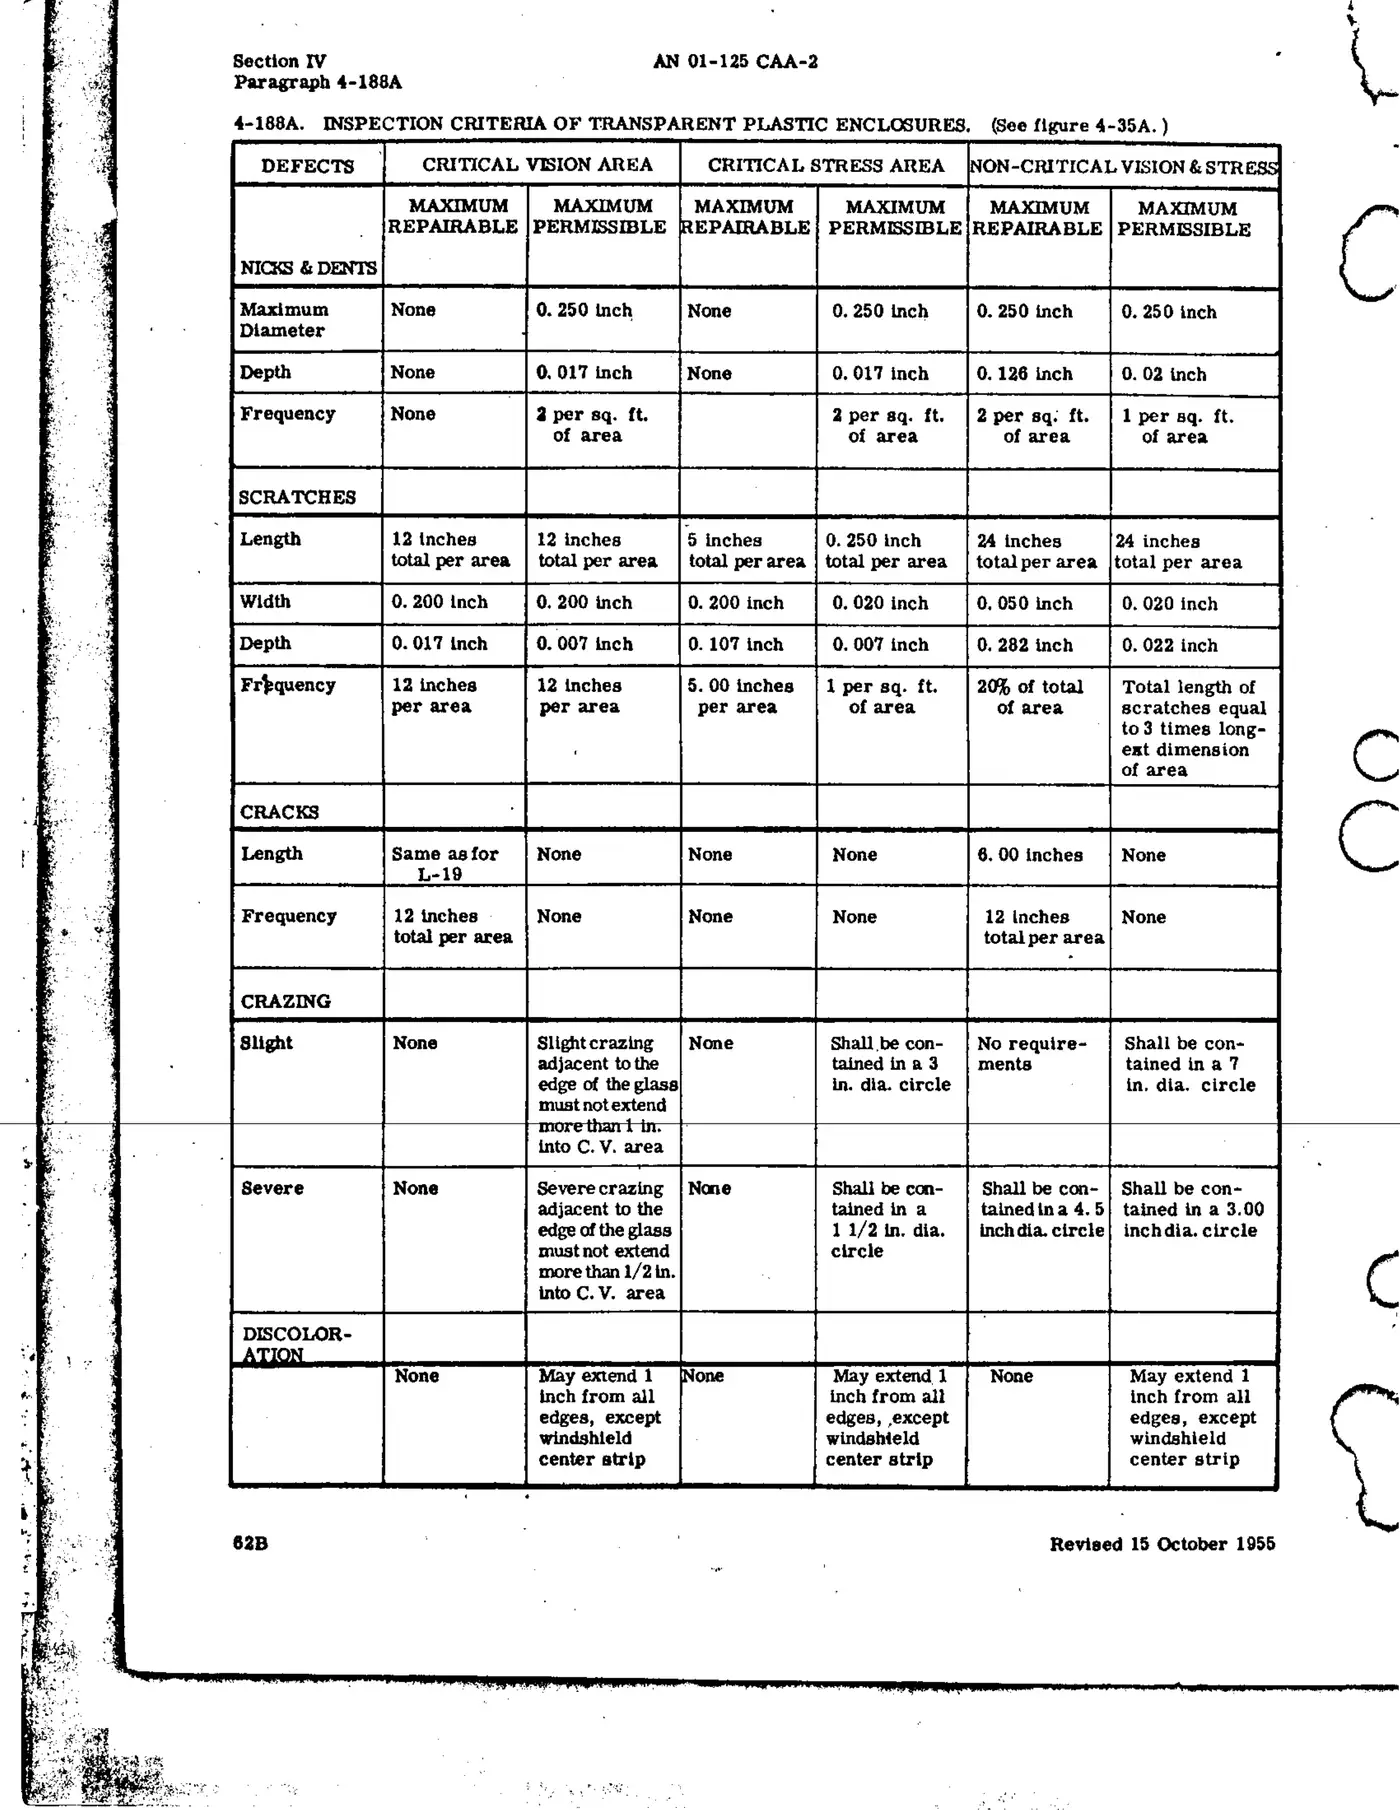 Section IV
AN 01-125 CAA-2
Paragraph 4-188A
4-188A. INSPECTION CRITERIA OF TRANSPARENT PLASTIC ENCLOSURES. (See figure 4-35A.)
DEFECTS CRITICAL VISION AREA CRITICAL STRESS AREA NON-CRITICAL VISION & STRESS
MAXIMUM MAXIMUM MAXIMUM MAXIMUM MAXIMUM MAXIMUM
REPAIRABLE PERMISSIBLE REPAIRABLE PERMISSIBLE REPAIRABLE PERMISSIBLE
NICKS & DENTS
Maximum None 0.250 inch None 0.250 inch 0.250 inch 0.250 inch
Diameter
Depth None 0.017 inch None 0.017 inch 0.126 inch 0.02 inch
Frequency None 2 per sq. ft. 2 per sq. ft. 2 per sq. ft. 1 per sq. ft.
of area of area of area of area
SCRATCHES
Length 12 inches 12 inches 5 inches 0.250 inch 24 inches 24 inches
total per area total per area total per area total per area total per area total per area
Width 0.200 inch 0.200 inch 0.200 inch 0.020 inch 0.050 inch 0.020 inch
Depth 0.017 inch 0.007 inch 0.107 inch 0.007 inch 0.282 inch 0.022 inch
Frequency 12 inches 12 inches 5.00 inches 1 per sq. ft. 20% of total Total length of
per area per area per area of area of area scratches equal
to 3 times long-
est dimension
of area
CRACKS
Length Same as for None None None 6.00 inches None
L-19
Frequency 12 inches None None None 12 inches None
total per area total per area
CRAZING
Slight None Slight crazing None Shall be con- No require- Shall be con-
adjacent to the tained in a 3 ments tained in a 7
edge of the glass in. dia. circle in. dia. circle
must not extend
more than 1 in.
into C.V. area
Severe None Severe crazing None Shall be con- Shall be con- Shall be con-
adjacent to the tained in a tained in a 4.5 tained in a 3.00
edge of the glass 1 1/2 in. dia. inch dia. circle inch dia. circle
must not extend circle
more than 1/2 in.
into C.V. area
DISCOLOR-
ATION
None May extend 1 None May extend 1 None May extend 1
inch from all inch from all inch from all
edges, except edges, except edges, except
windshield windshield windshield
center strip center strip center strip
62B
Revised 15 October 1955